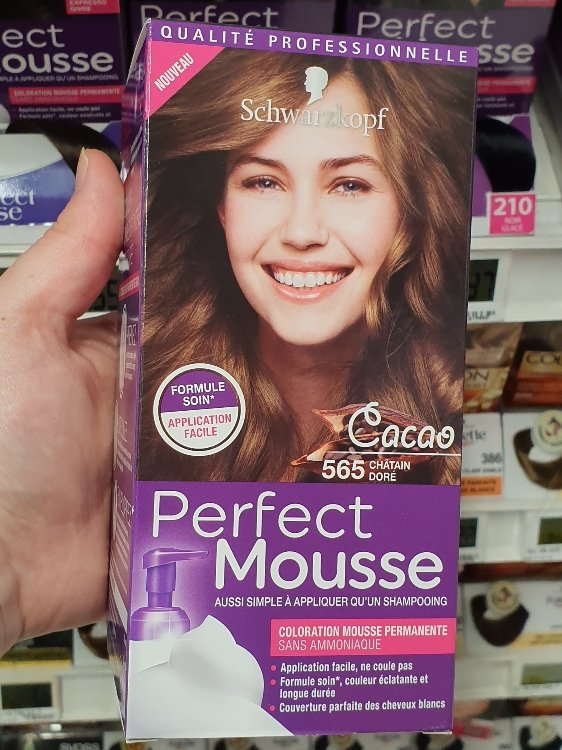 QUALITÉ PROFESSIONNELLE
NOUVEAU
Schwarzkopf
FORMULE
SOIN*
APPLICATION
FACILE
Cacao
565 CHÂTAIN
DORÉ
Perfect
Mousse
AUSSI SIMPLE À APPLIQUER QU'UN SHAMPOOING
COLORATION MOUSSE PERMANENTE
SANS AMMONIAQUE
• Application facile, ne coule pas
• Formule soin*, couleur éclatante et
longue durée
• Couverture parfaite des cheveux blancs
Perfect
Mousse
210
NOIR
386